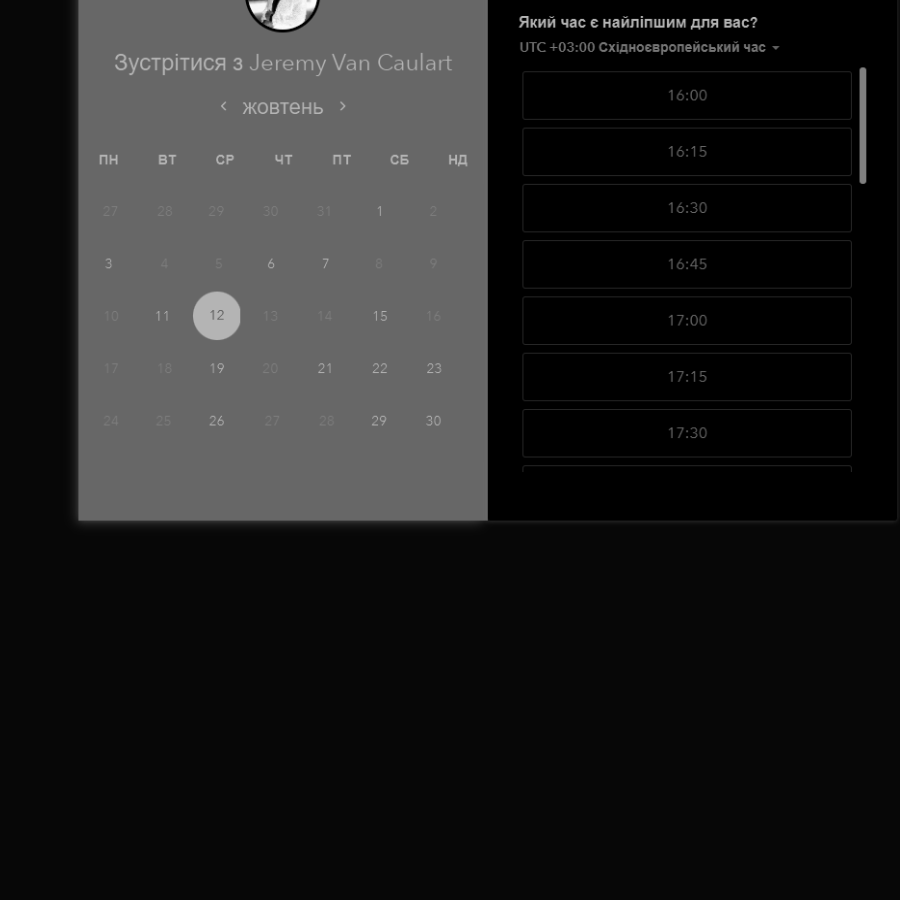 Зустрітися з Jeremy Van Caulart
< жовтень >
ПН ВТ СР ЧТ ПТ СБ НД
27 28 29 30 31 1 2
3 4 5 6 7 8 9
10 11 12 13 14 15 16
17 18 19 20 21 22 23
24 25 26 27 28 29 30
Який час є найліпшим для вас?
UTC +03:00 Східноєвропейський час
16:00
16:15
16:30
16:45
17:00
17:15
17:30